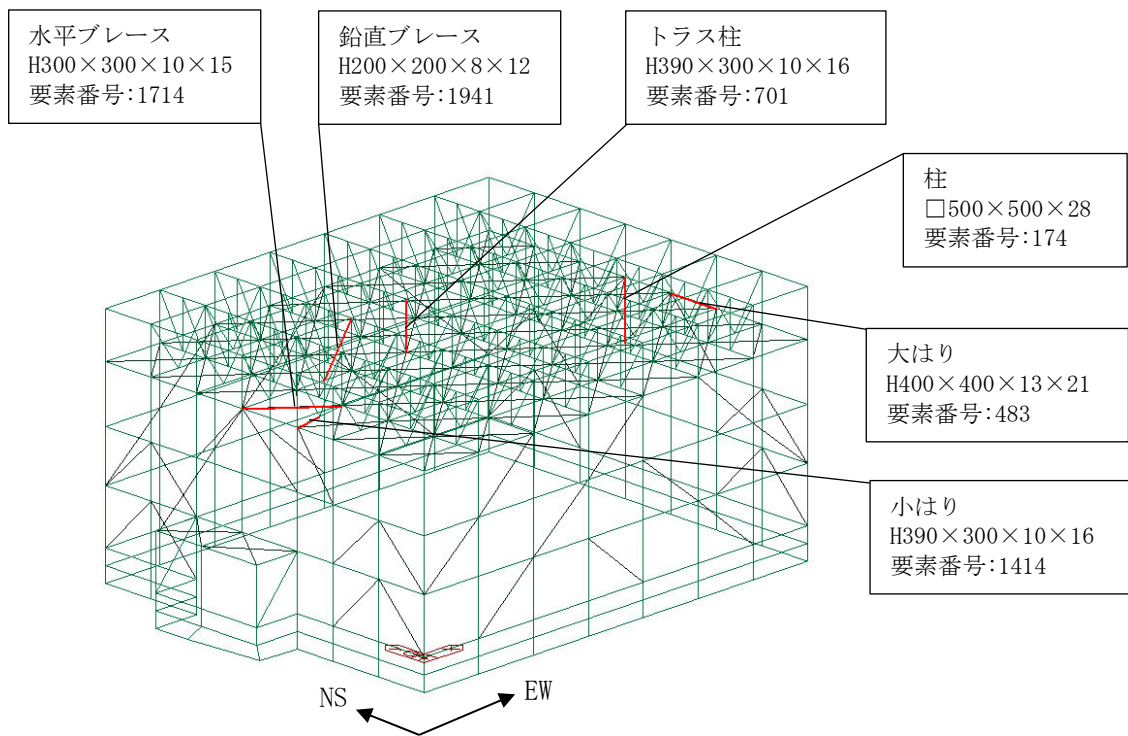 水平ブレース
H300×300×10×15
要素番号:1714
鉛直ブレース
H200×200×8×12
要素番号:1941
トラス柱
H390×300×10×16
要素番号:701
柱
□500×500×28
要素番号:174
大はり
H400×400×13×21
要素番号:483
小はり
H390×300×10×16
要素番号:1414
NS
EW